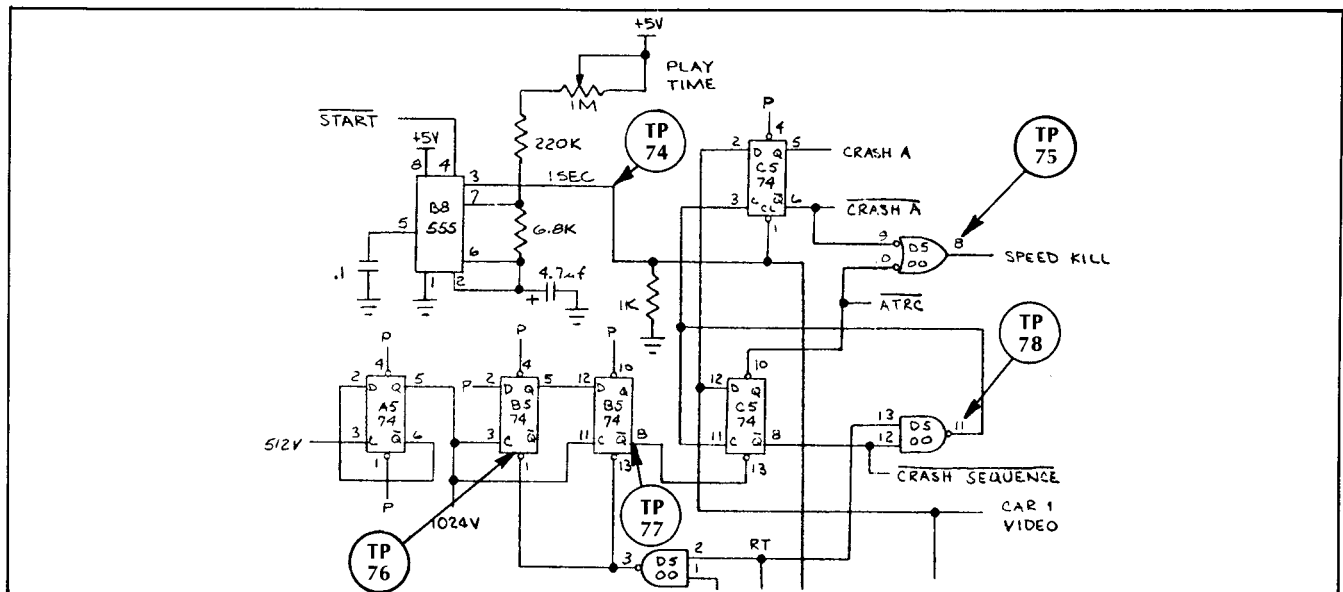 +5V
PLAY
TIME
1M
START
+5V
220K
TP
74
P
TP
75
8
4
3
1SEC
7
B8
555
5
6.8K
6
.1
1
2
4.7uf
+
1K
2
D
Q
5
CRASH A
C5
74
3
C
Q
6
CL
1
4
CRASH A
9
10
D5
00
8
SPEED KILL
ATRC
TP
78
P
4
2
D
Q
5
A5
74
512V
3
C
Q
6
1
P
1024V
P
4
P
2
D
Q
5
B5
74
3
C
Q
1
P
10
12
D
Q
B5
74
11
C
Q
8
13
10
12
D
Q
C5
74
11
C
Q
8
13
13
12
D5
00
11
CRASH SEQUENCE
CAR 1
VIDEO
TP
77
TP
76
3
D5
00
2
1
RT